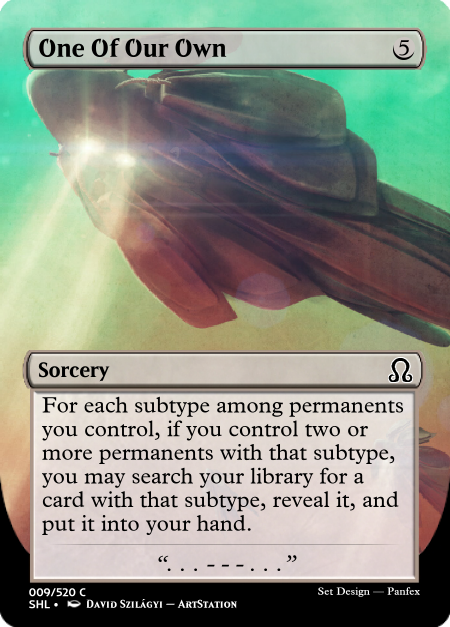 One Of Our Own 5
Sorcery
For each subtype among permanents
you control, if you control two or
more permanents with that subtype,
you may search your library for a
card with that subtype, reveal it, and
put it into your hand.
“. . . - - - . . .”
009/520 C
Set Design — Panfex
SHL • David Szilágyi — ArtStation